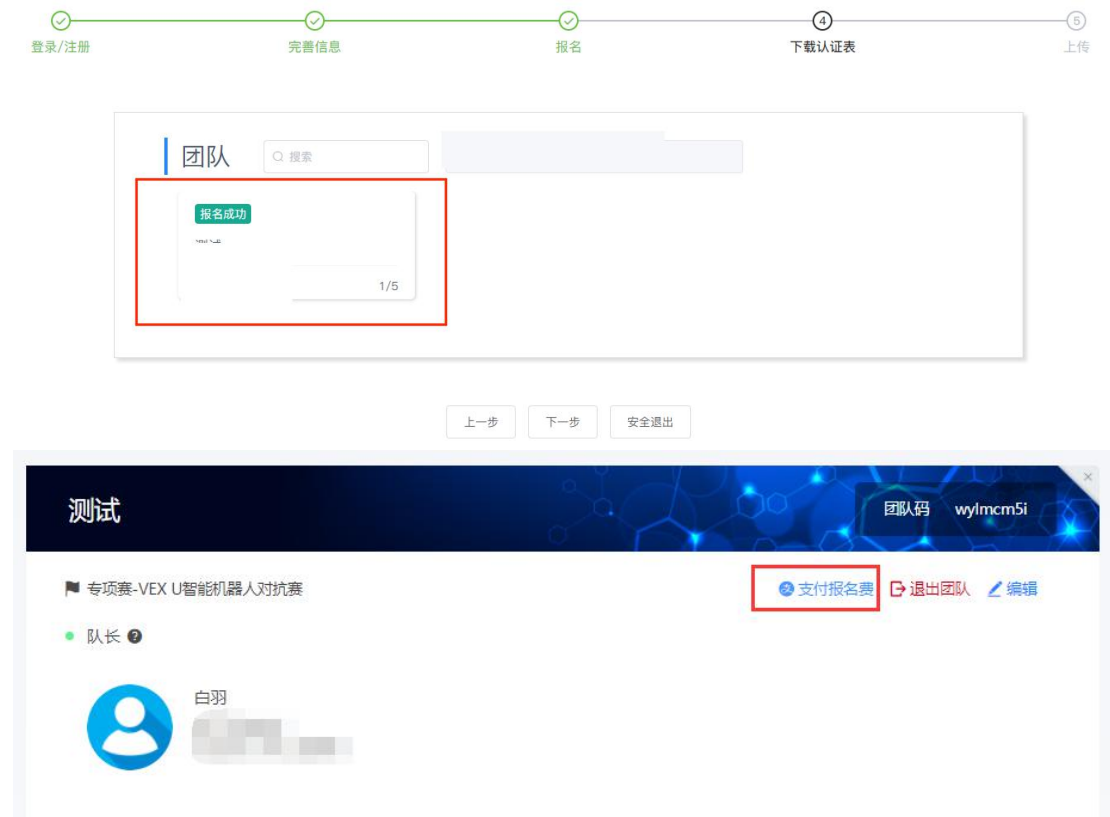 4 5
登录/注册 完善信息 报名 下载认证表 上传
团队 搜索
报名成功
1/5
上一步 下一步 安全退出
测试 团队码 wylmcm5i
专项赛-VEX U智能机器人对抗赛 支付报名费 退出团队 编辑
队长
白羽